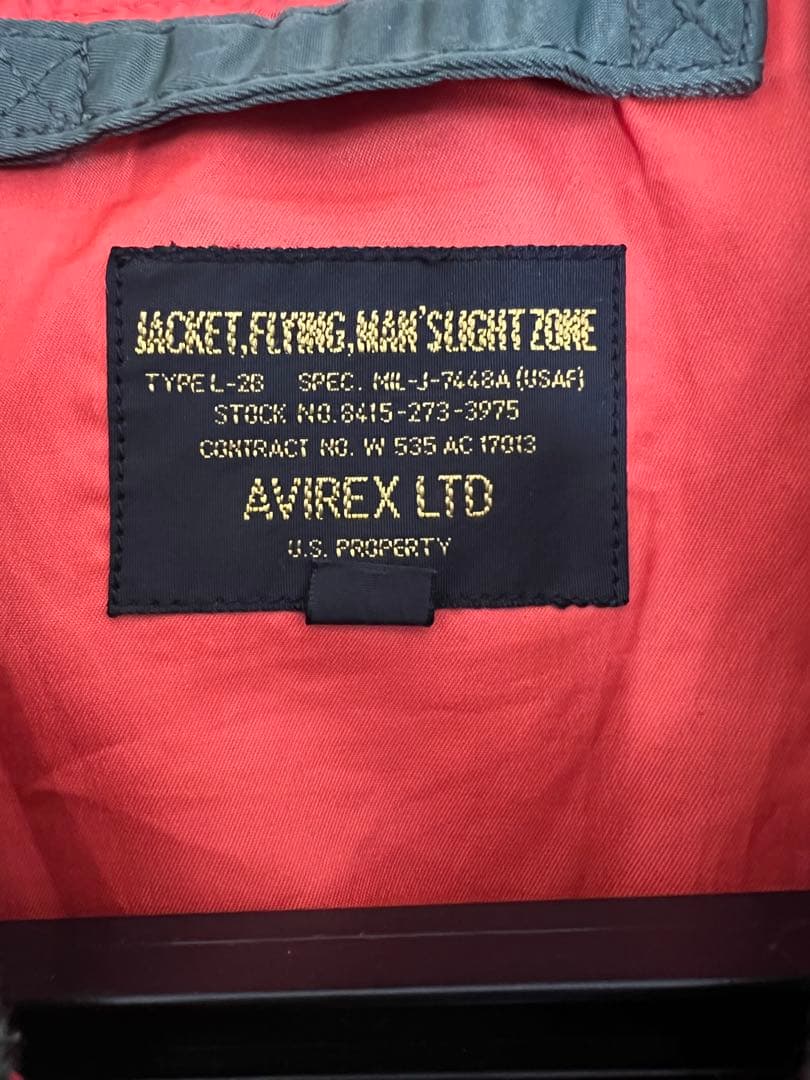 JACKET,FLYING,MAN'SLIGHT ZONE
TYPE L-2B SPEC. MIL-J-7448A (USAF)
STOCK NO. 8415-273-3975
CONTRACT NO. W 535 AC 17013
AVIREX LTD
U.S. PROPERTY